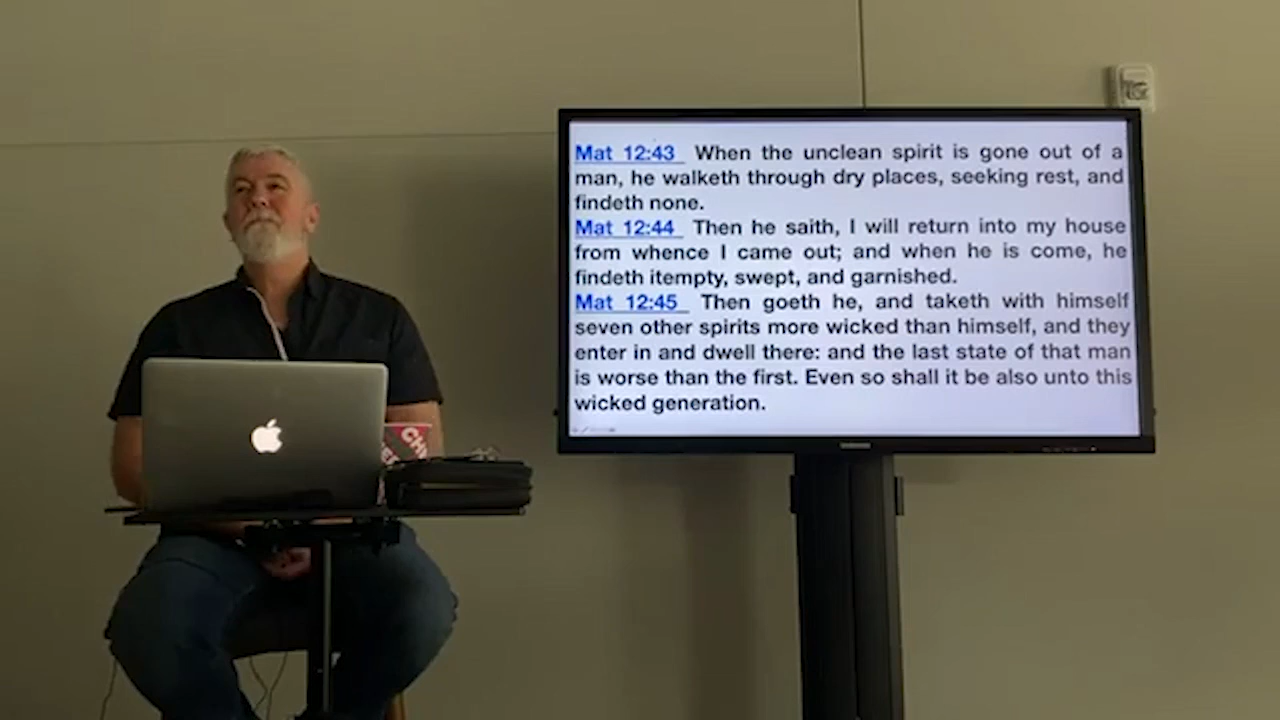 Mat 12:43 When the unclean spirit is gone out of a
man, he walketh through dry places, seeking rest, and
findeth none.
Mat 12:44 Then he saith, I will return into my house
from whence I came out; and when he is come, he
findeth itempty, swept, and garnished.
Mat 12:45 Then goeth he, and taketh with himself
seven other spirits more wicked than himself, and they
enter in and dwell there: and the last state of that man
is worse than the first. Even so shall it be also unto this
wicked generation.